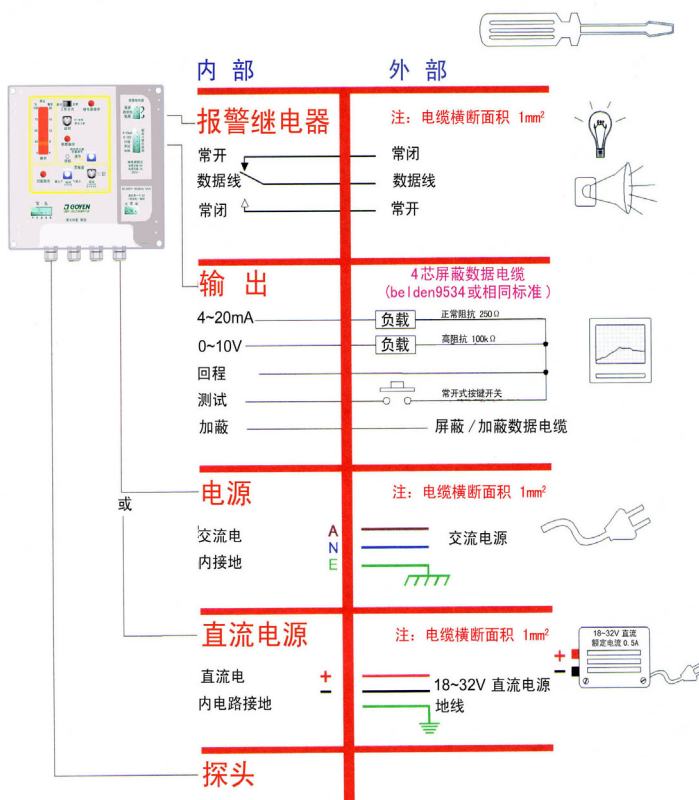 内 部
外 部
报警继电器
注：电缆横断面积 1mm²
常开
常闭
数据线
数据线
常闭
常开
GOYEN
输 出
4芯屏蔽数据电缆
(belden9534或相同标准)
4~20mA
负载
正常阻抗 250Ω
0~10V
负载
高阻抗 100kΩ
回程
测试
常开式按键开关
加蔽
屏蔽/加蔽数据电缆
电源
注：电缆横断面积 1mm²
或
交流电
A
N
交流电源
内接地
E
直流电源
注：电缆横断面积 1mm²
18~32V 直流
额定电流 0.5A
+
−
直流电
+
−
18~32V 直流电源
内电路接地
地线
探头